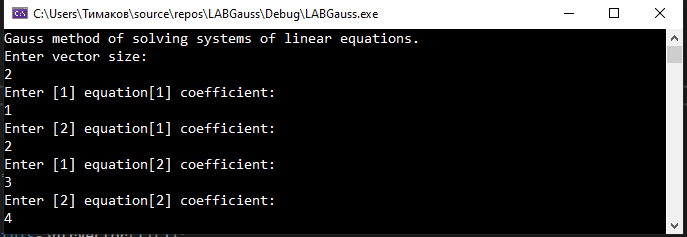 C:\Users\Тимаков\source\repos\LABGauss\Debug\LABGauss.exe
Gauss method of solving systems of linear equations.
Enter vector size:
2
Enter [1] equation[1] coefficient:
1
Enter [2] equation[1] coefficient:
2
Enter [1] equation[2] coefficient:
3
Enter [2] equation[2] coefficient:
4